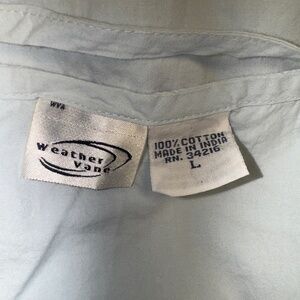 WVA
Weather
Vane
100% COTTON
MADE IN INDIA
RN. 34216
L